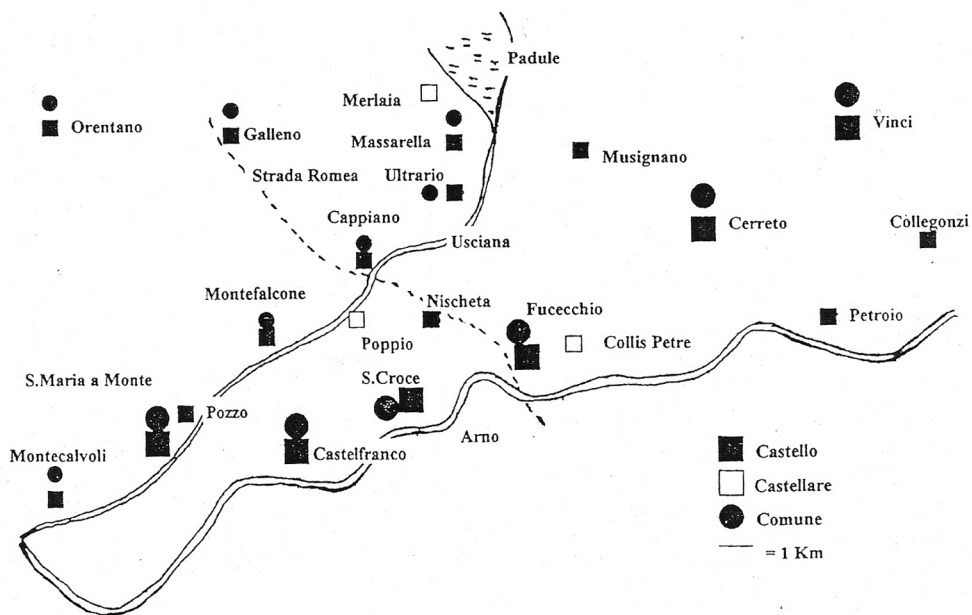 Padule
Merlaia
Orentano
Galleno
Massarella
Vinci
Musignano
Strada Romea
Ultrario
Cappiano
Cerreto
Collegonzi
Usciana
Montefalcone
Nischeta
Fucecchio
Petroio
Poppio
Collis Petre
S.Maria a Monte
S.Croce
Pozzo
Arno
Montecalvoli
Castelfranco
Castello
Castellare
Comune
= 1 Km